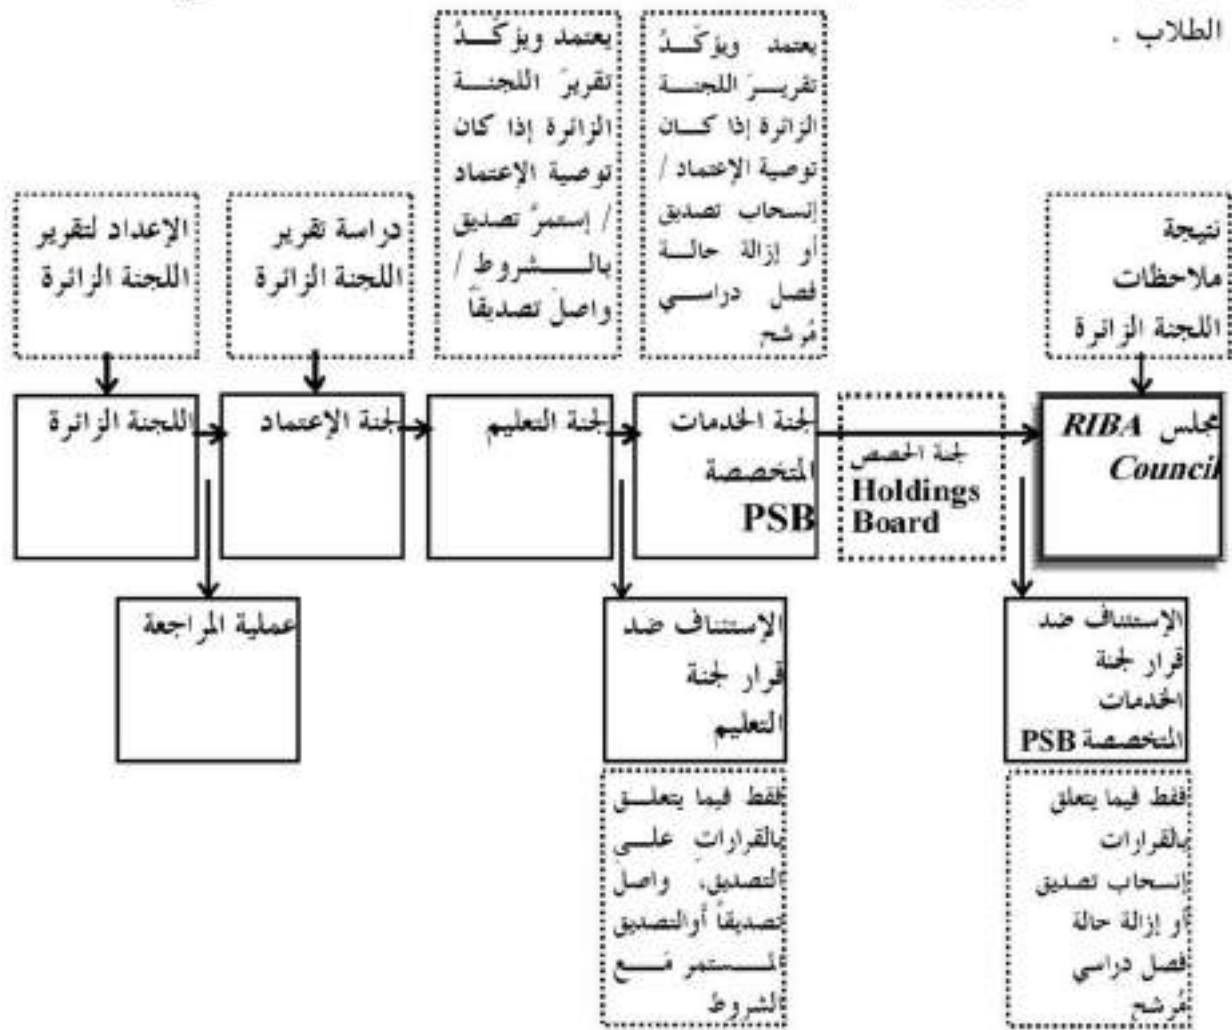 الطلاب .
نتيجة
ملاحظات
اللجنة الزائرة
يعتمد ويؤكّدُ
تقريرَ اللجنة
الزائرة إذا كان
توصية الإعتماد /
إنسحاب تصديق
أو إزالة حالة
فصل دراسي
مُرشح
يعتمد ويؤكّدُ
تقريرَ اللجنة
الزائرة إذا كان
توصية الإعتماد
/ إستمرّ تصديق
بالشروط /
واصلَ تصديقاً
دراسة تقرير
اللجنة الزائرة
الإعداد لتقرير
اللجنة الزائرة
مجلس RIBA
Council
لجنة الحصص
Holdings
Board
لجنة الخدمات
المتخصصة
PSB
لجنة التعليم
لجنة الإعتماد
اللجنة الزائرة
الإستئناف ضد
قرار لجنة
الخدمات
المتخصصة PSB
الإستئناف ضد
قرار لجنة
التعليم
عملية المراجعة
فقط فيما يتعلق
بالقرارات
إنسحاب تصديق
أو إزالة حالة
فصل دراسي
مُرشح
فقط فيما يتعلق
بالقراراتِ على
التصديق، واصلَ
تصديقاً أوالتصديق
المستمر مَع
الشروط